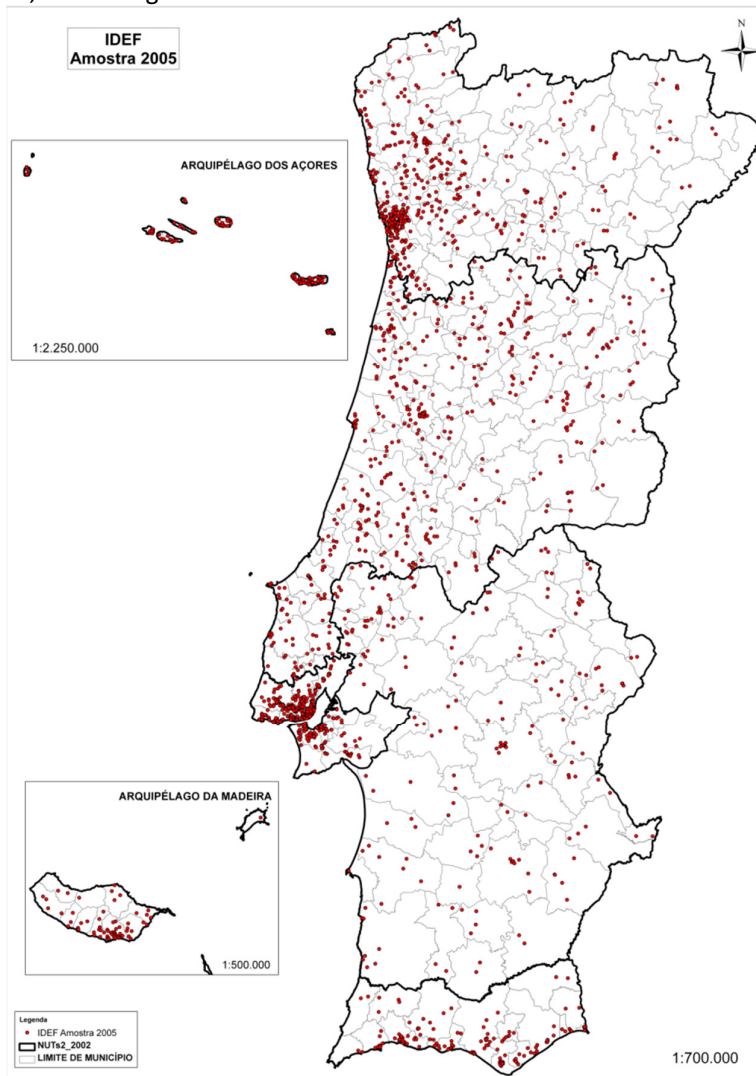 IDEF
Amostra 2005
N
ARQUIPÉLAGO DOS AÇORES
1:2.250.000
ARQUIPÉLAGO DA MADEIRA
1:500.000
Legenda
IDEF Amostra 2005
NUTs2_2002
LIMITE DE MUNICÍPIO
1:700.000